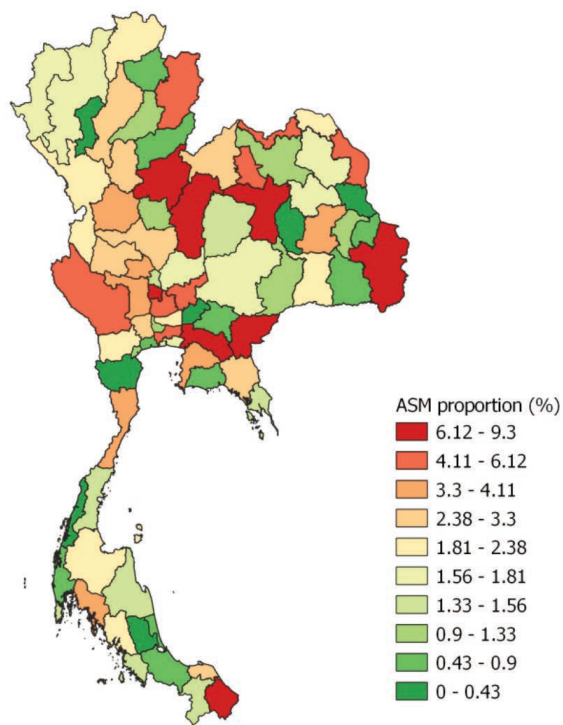 ASM proportion (%)
6.12 - 9.3
4.11 - 6.12
3.3 - 4.11
2.38 - 3.3
1.81 - 2.38
1.56 - 1.81
1.33 - 1.56
0.9 - 1.33
0.43 - 0.9
0 - 0.43